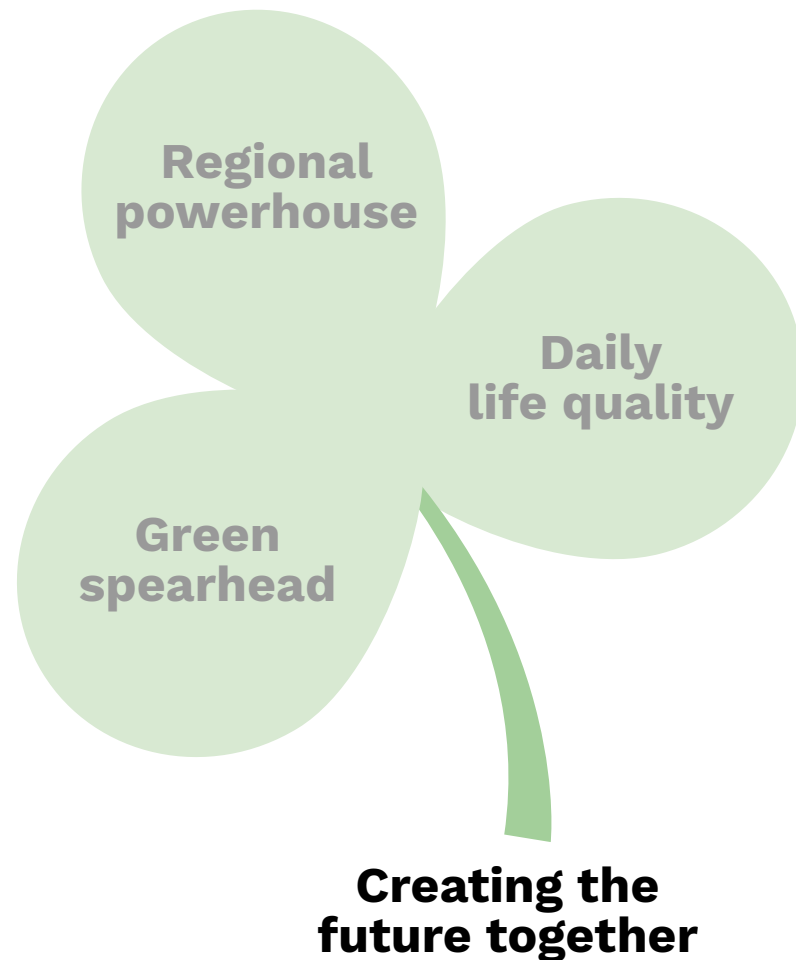 Regional
powerhouse
Daily
life quality
Green
spearhead
Creating the
future together